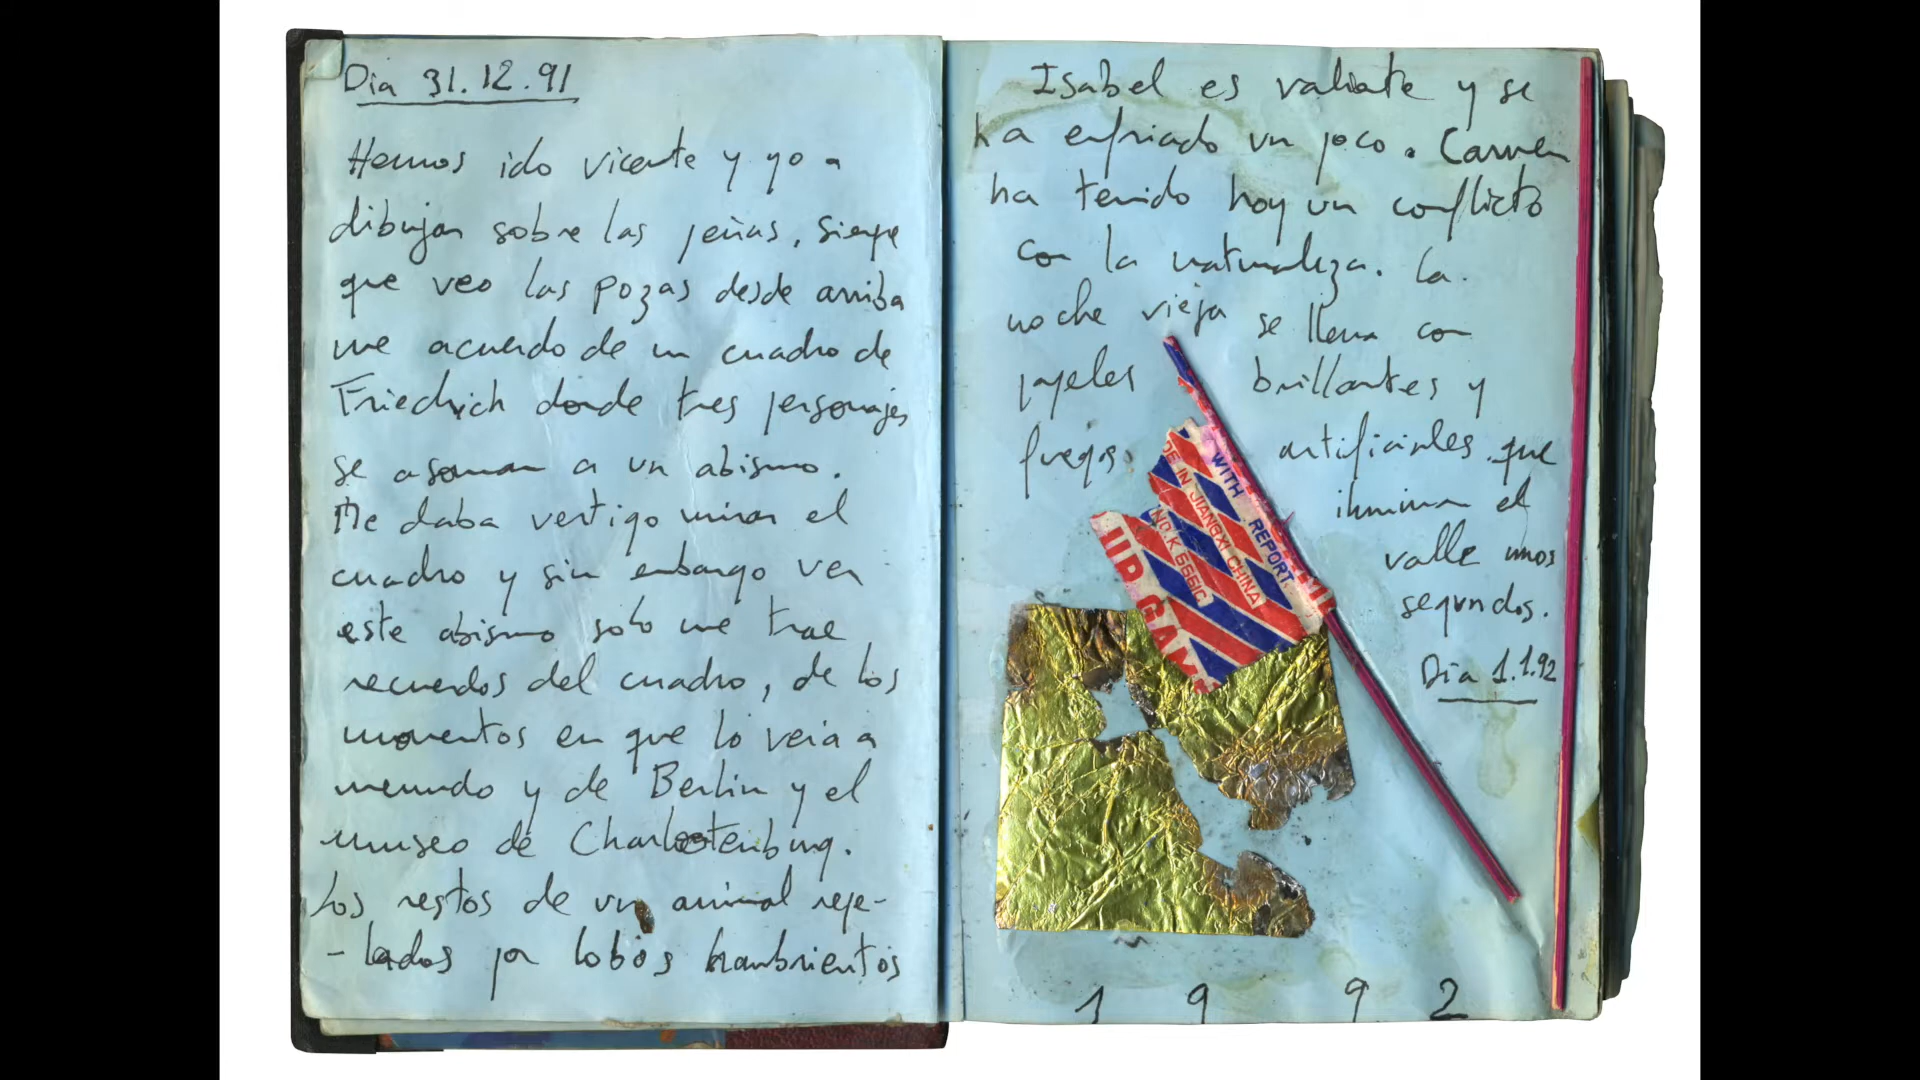 Dia 31.12.91
Hemos ido vicente y yo a
dibujar sobre las peñas, siempre
que veo las pozas desde arriba
me acuerdo de un cuadro de
Friedrich donde tres personajes
se asoman a un abismo.
Me daba vertigo mirar el
cuadro y sin embargo ver
este abismo solo me trae
recuerdos del cuadro, de los
momentos en que lo veia a
menudo y de Berlin y el
museo de Charlotenburg.
Los restos de un animal repe-
-lados por lobos hambrientos
Isabel es valiente y se
ha enfriado un poco. Carmen
ha tenido hoy un conflicto
con la naturaleza. La
noche vieja se llena con
papeles brillantes y
fuegos artificiales que
ilumina el
valle unos
segundos.
Dia 1.1.92
WITH REPORT
DE IN JIANGXI CHINA
NO. K 6661C
1992